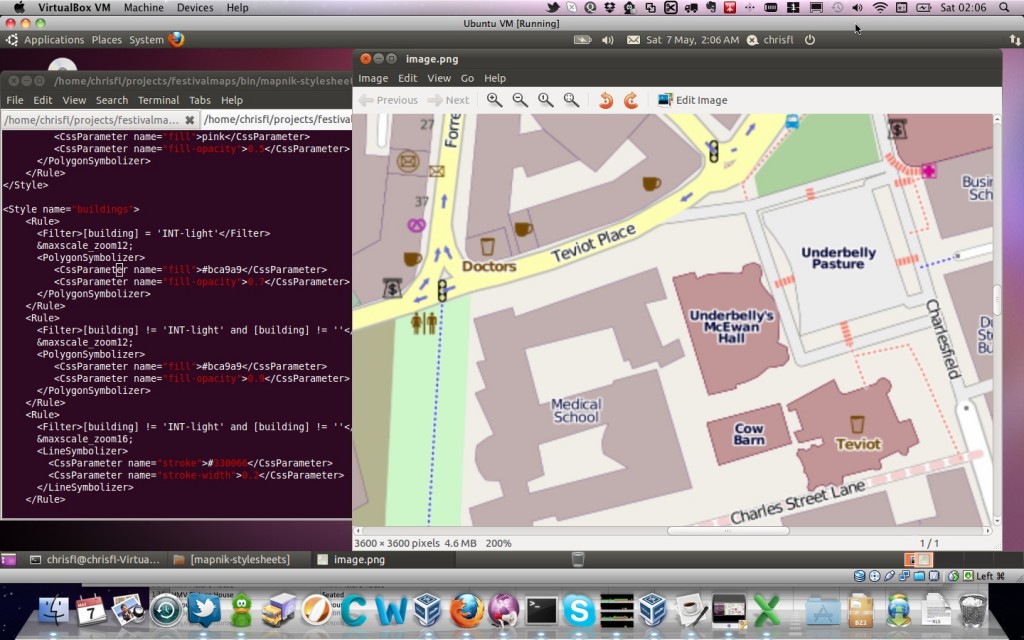 VirtualBox VM Machine Devices Help
Sat 02:06
Ubuntu VM [Running]
Applications Places System
Sat 7 May, 2:06 AM chrisfl
/home/chrisfl/projects/festivalmaps/bin/mapnik-styleshee
File Edit View Search Terminal Tabs Help
/home/chrisfl/projects/festivalma...
/home/chrisfl/projects/festival
<CssParameter name="fill">pink</CssParameter>
<CssParameter name="fill-opacity">0.5</CssParameter>
</PolygonSymbolizer>
</Rule>
</Style>
<Style name="buildings">
<Rule>
<Filter>[building] = 'INT-light'</Filter>
&maxscale_zoom12;
<PolygonSymbolizer>
<CssParameter name="fill">#bca9a9</CssParameter>
<CssParameter name="fill-opacity">0.7</CssParameter>
</PolygonSymbolizer>
</Rule>
<Rule>
<Filter>[building] != 'INT-light' and [building] != ''<
&maxscale_zoom12;
<PolygonSymbolizer>
<CssParameter name="fill">#bca9a9</CssParameter>
<CssParameter name="fill-opacity">0.9</CssParameter>
</PolygonSymbolizer>
</Rule>
<Rule>
<Filter>[building] != 'INT-light' and [building] != ''<
&maxscale_zoom16;
<LineSymbolizer>
<CssParameter name="stroke">#330066</CssParameter>
<CssParameter name="stroke-width">0.2</CssParameter>
</LineSymbolizer>
</Rule>
image.png
Image Edit View Go Help
Previous Next Edit Image
27
Forre
37
Doctors
Teviot Place
Busin
Sch
Underbelly
Pasture
Underbelly's
McEwan
Hall
Charlesfield
Medical
School
Cow
Barn
Teviot
Charles Street Lane
3600 × 3600 pixels 4.6 MB 200%
1 / 1
chrisfl@chrisfl-Virtua...
[mapnik-stylesheets]
image.png
Left ⌘